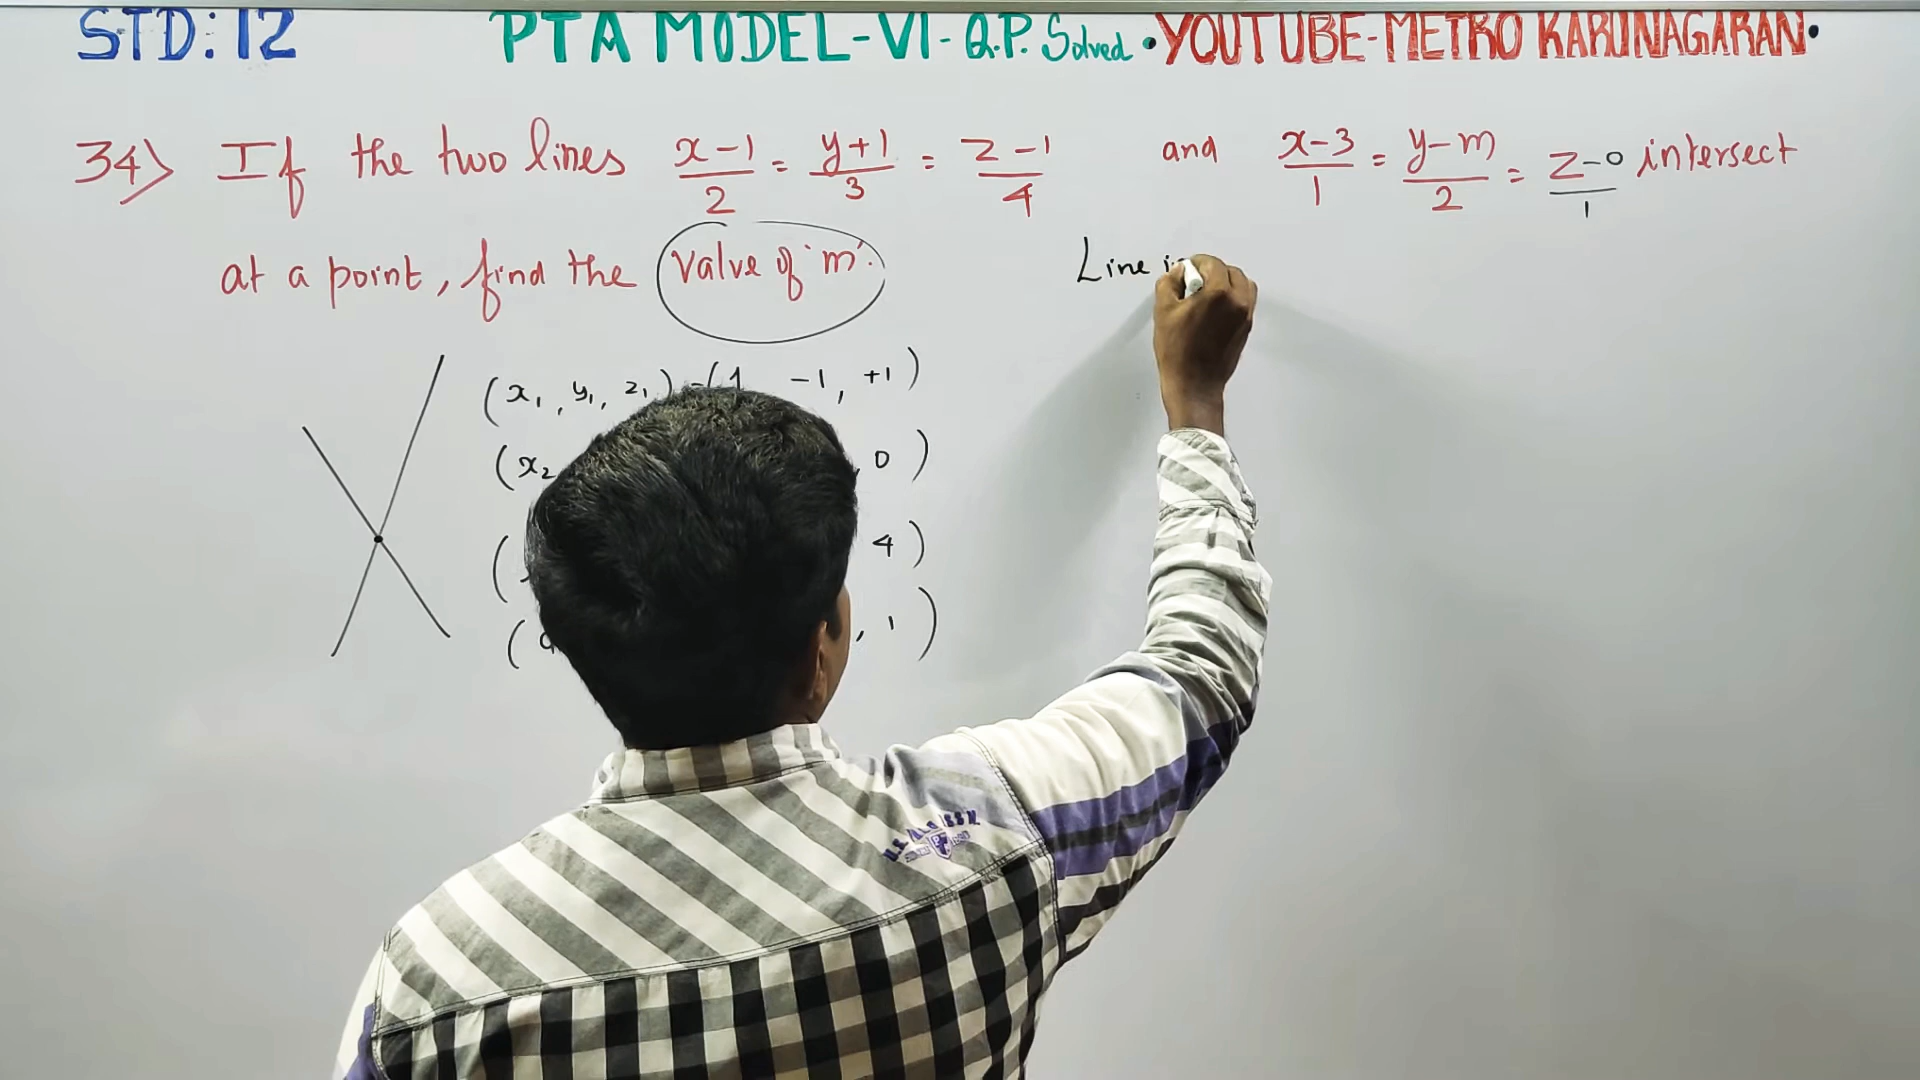 STD: 12 PTA MODEL-VI-Q.P. Solved • YOUTUBE-METRO KARUNAGARAN•
34) If the two lines (x-1)/2 = (y+1)/3 = (z-1)/4 and (x-3)/1 = (y-m)/2 = (z-0)/1 intersect
at a point, find the value of 'm'. Line
(x₁, y₁, z₁) = (1, -1, +1)
(x₂ , 0 )
( 4 )
( , 1 )